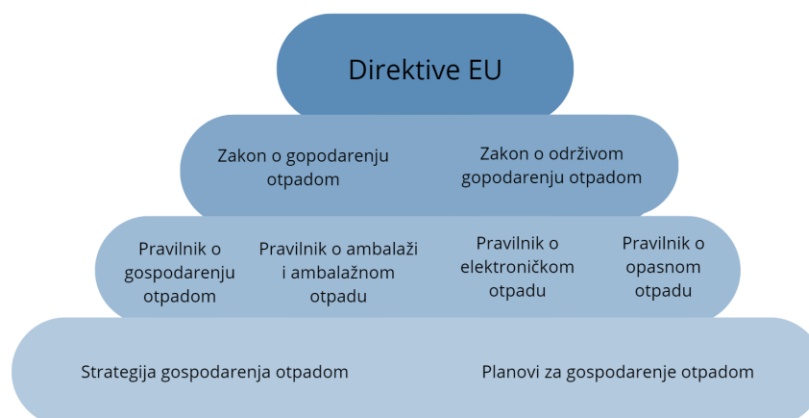 Direktive EU
Zakon o gopodarenju
otpadom
Zakon o održivom
gopodarenju otpadom
Pravilnik o
gospodarenju
otpadom
Pravilnik o ambalaži
i ambalažnom
otpadu
Pravilnik o
elektroničkom
otpadu
Pravilnik o
opasnom
otpadu
Strategija gospodarenja otpadom
Planovi za gospodarenje otpadom